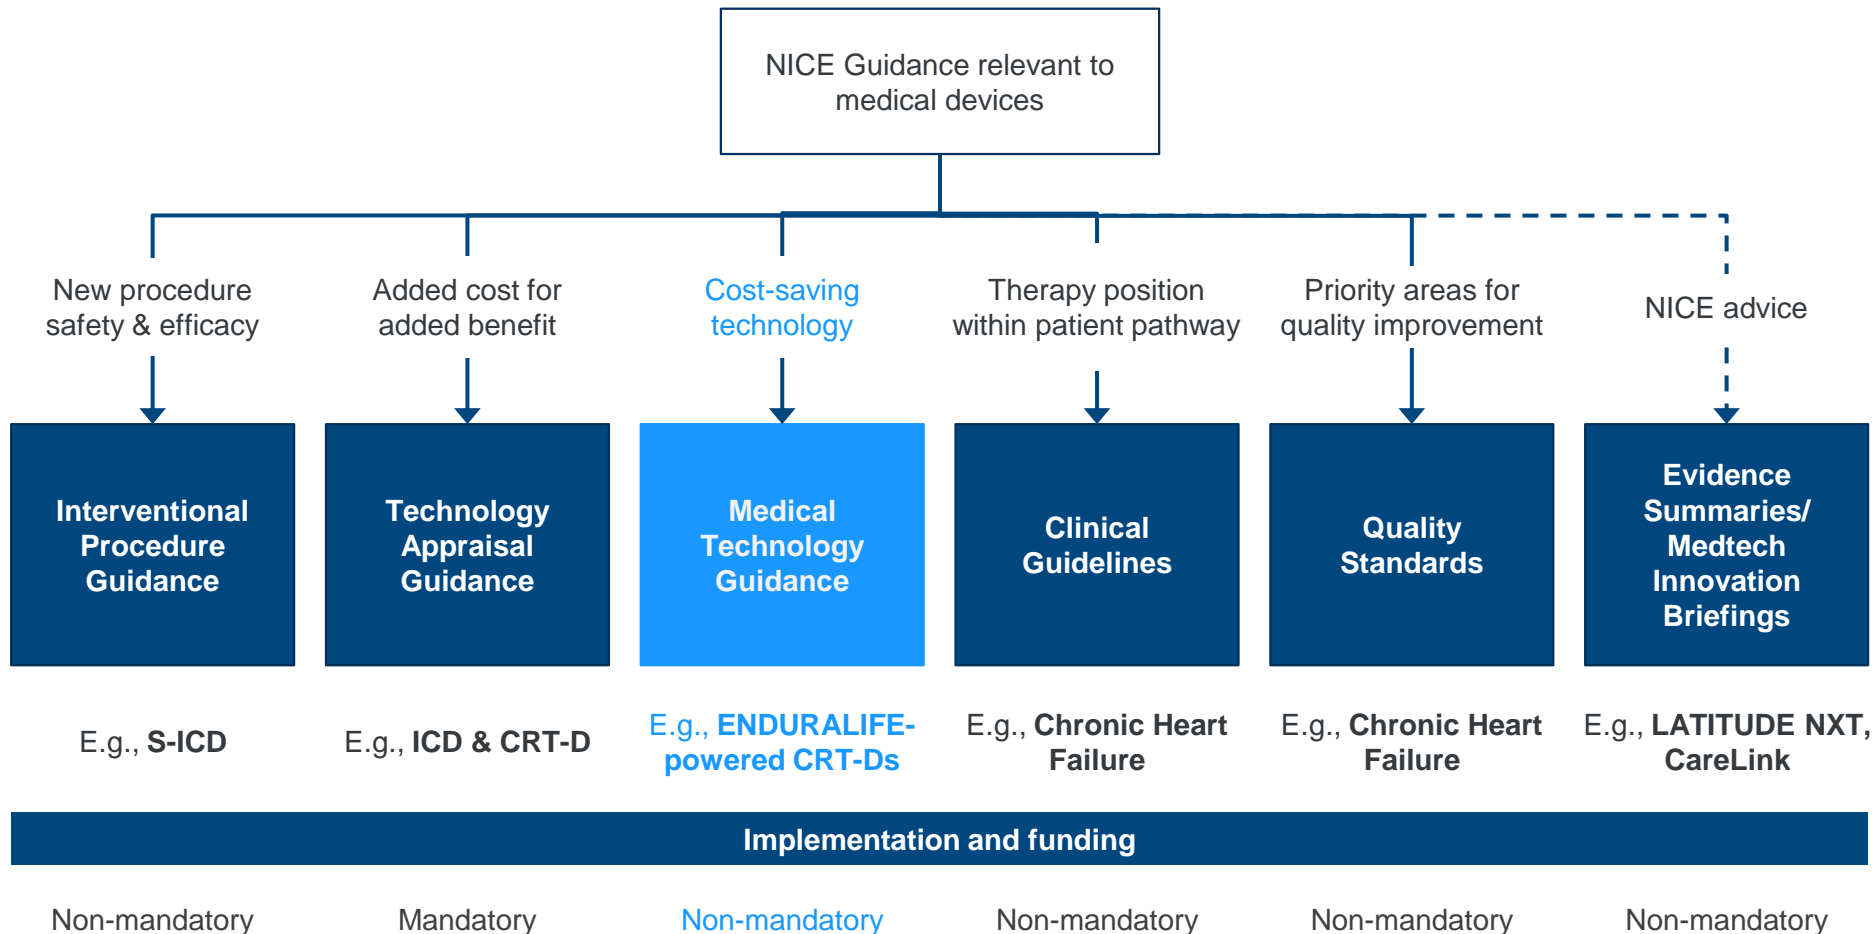 NICE Guidance relevant to
medical devices
New procedure
safety & efficacy
Added cost for
added benefit
Cost-saving
technology
Therapy position
within patient pathway
Priority areas for
quality improvement
NICE advice
Interventional
Procedure
Guidance
Technology
Appraisal
Guidance
Medical
Technology
Guidance
Clinical
Guidelines
Quality
Standards
Evidence
Summaries/
Medtech
Innovation
Briefings
E.g., S-ICD
E.g., ICD & CRT-D
E.g., ENDURALIFE-
powered CRT-Ds
E.g., Chronic Heart
Failure
E.g., Chronic Heart
Failure
E.g., LATITUDE NXT,
CareLink
Implementation and funding
Non-mandatory
Mandatory
Non-mandatory
Non-mandatory
Non-mandatory
Non-mandatory